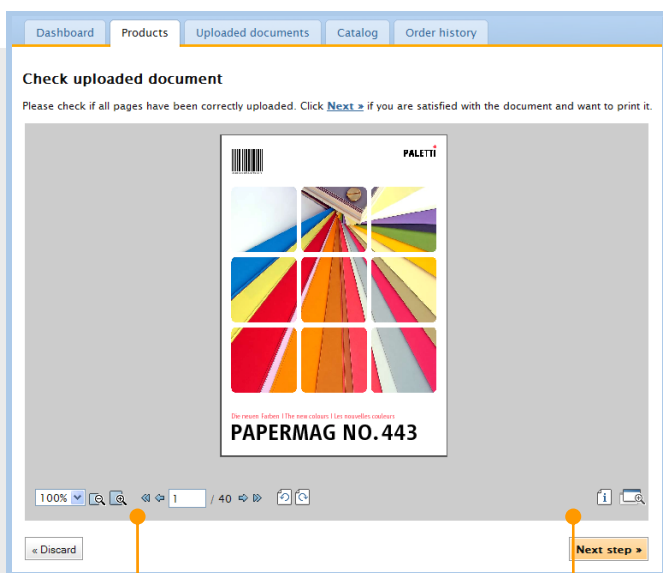 Dashboard Products Uploaded documents Catalog Order history
Check uploaded document
Please check if all pages have been correctly uploaded. Click Next » if you are satisfied with the document and want to print it.
PALETTI
Die neuen Farben | The new colours | Les nouvelles couleurs
PAPERMAG NO. 443
100% 1 / 40
« Discard Next step »